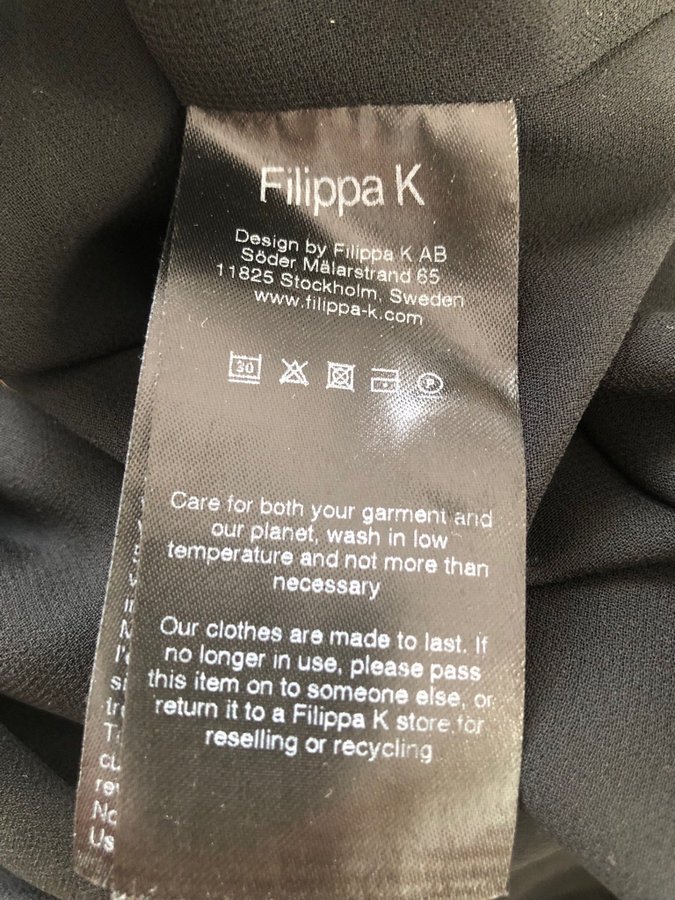 Filippa K
Design by Filippa K AB
Söder Mälarstrand 65
11825 Stockholm, Sweden
www.filippa-k.com
30
P
Care for both your garment and
our planet, wash in low
temperature and not more than
necessary
Our clothes are made to last. If
no longer in use, please pass
this item on to someone else, or
return it to a Filippa K store for
reselling or recycling